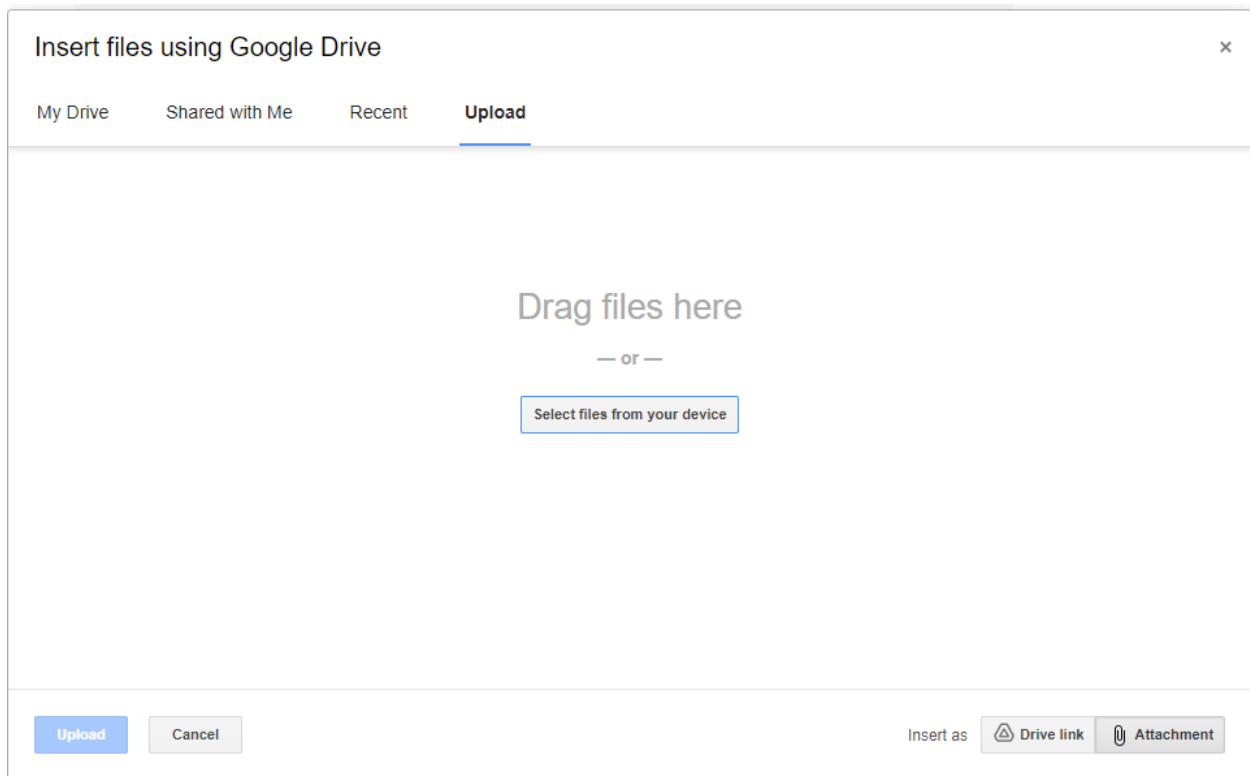 Insert files using Google Drive
My Drive Shared with Me Recent Upload
Drag files here
— or —
Select files from your device
Upload Cancel Insert as Drive link Attachment